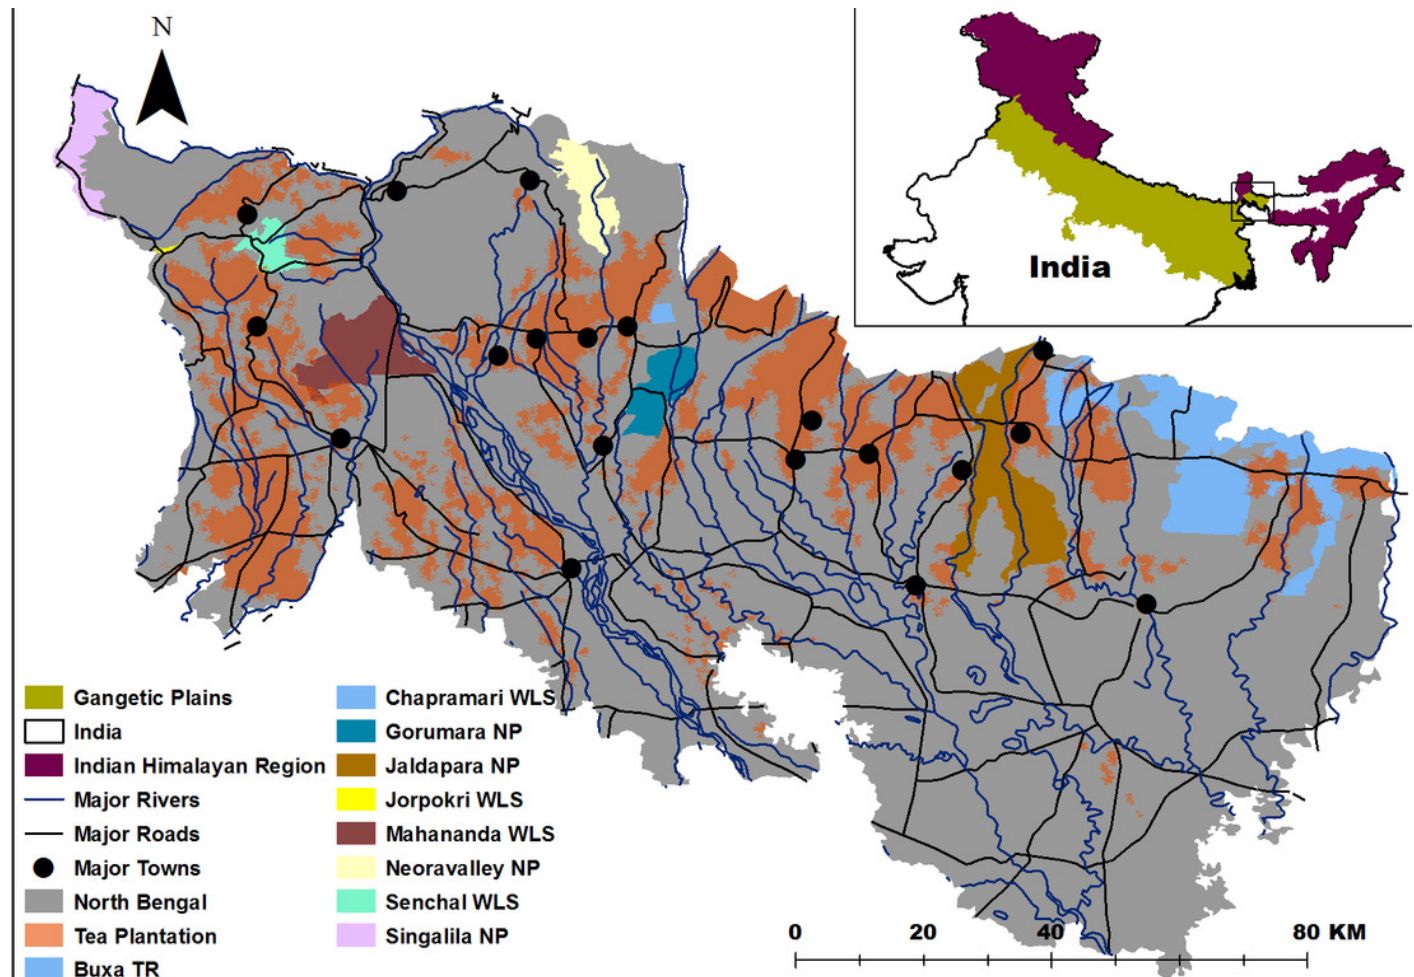 N
India
Gangetic Plains
India
Indian Himalayan Region
Major Rivers
Major Roads
Major Towns
North Bengal
Tea Plantation
Buxa TR
Chapramari WLS
Gorumara NP
Jaldapara NP
Jorpokri WLS
Mahananda WLS
Neoravalley NP
Senchal WLS
Singalila NP
0 20 40 80 KM